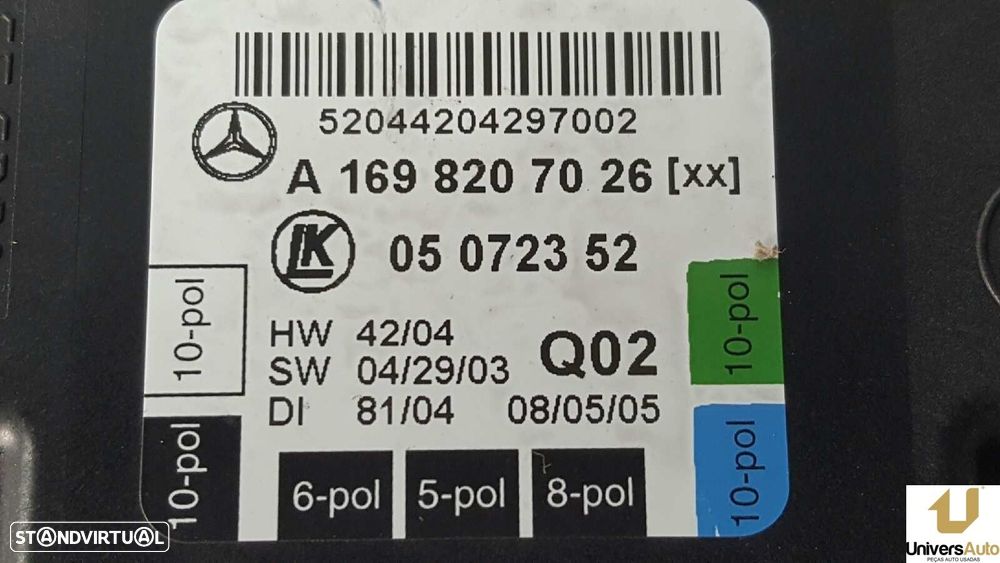 52044204297002
A 169 820 70 26 [xx]
LK 05 0723 52
HW 42/04
SW 04/29/03
Q02
DI 81/04 08/05/05
10-pol
10-pol
10-pol
10-pol
6-pol
5-pol
8-pol
STANDVIRTUAL
UniversAuto
PEÇAS AUTO USADAS